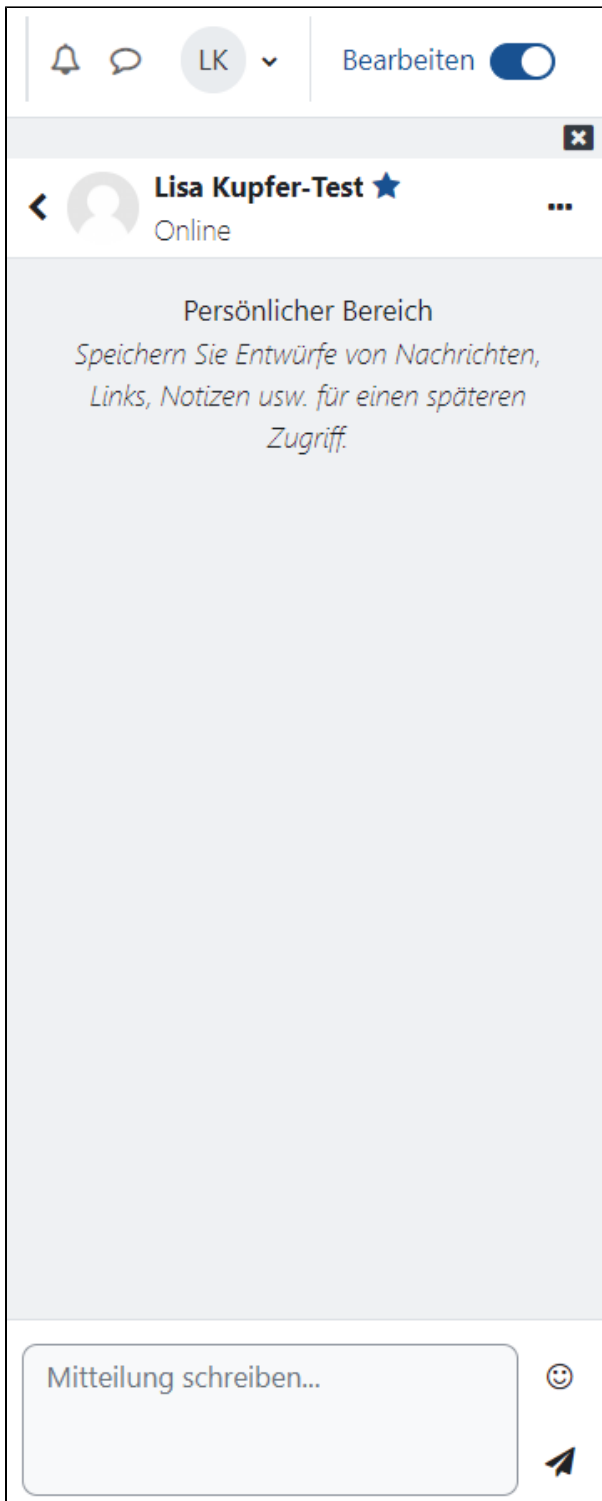 LK Bearbeiten
Lisa Kupfer-Test
Online
Persönlicher Bereich
Speichern Sie Entwürfe von Nachrichten,
Links, Notizen usw. für einen späteren
Zugriff.
Mitteilung schreiben...